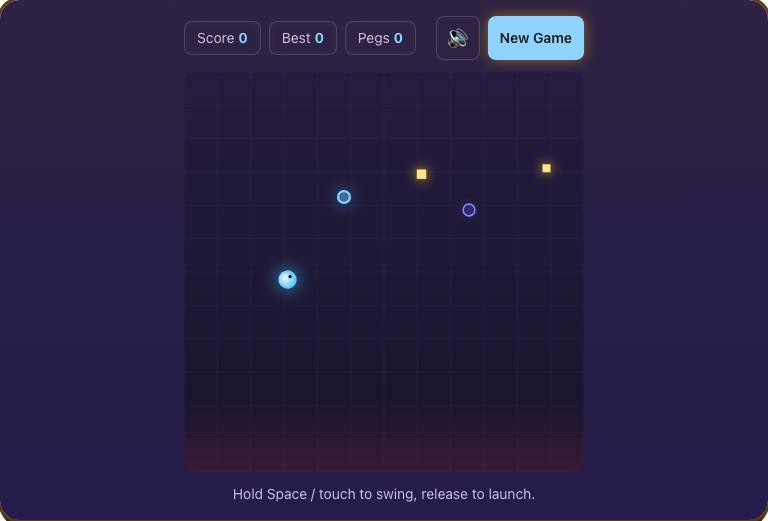 Score 0 Best 0 Pegs 0 New Game
Hold Space / touch to swing, release to launch.